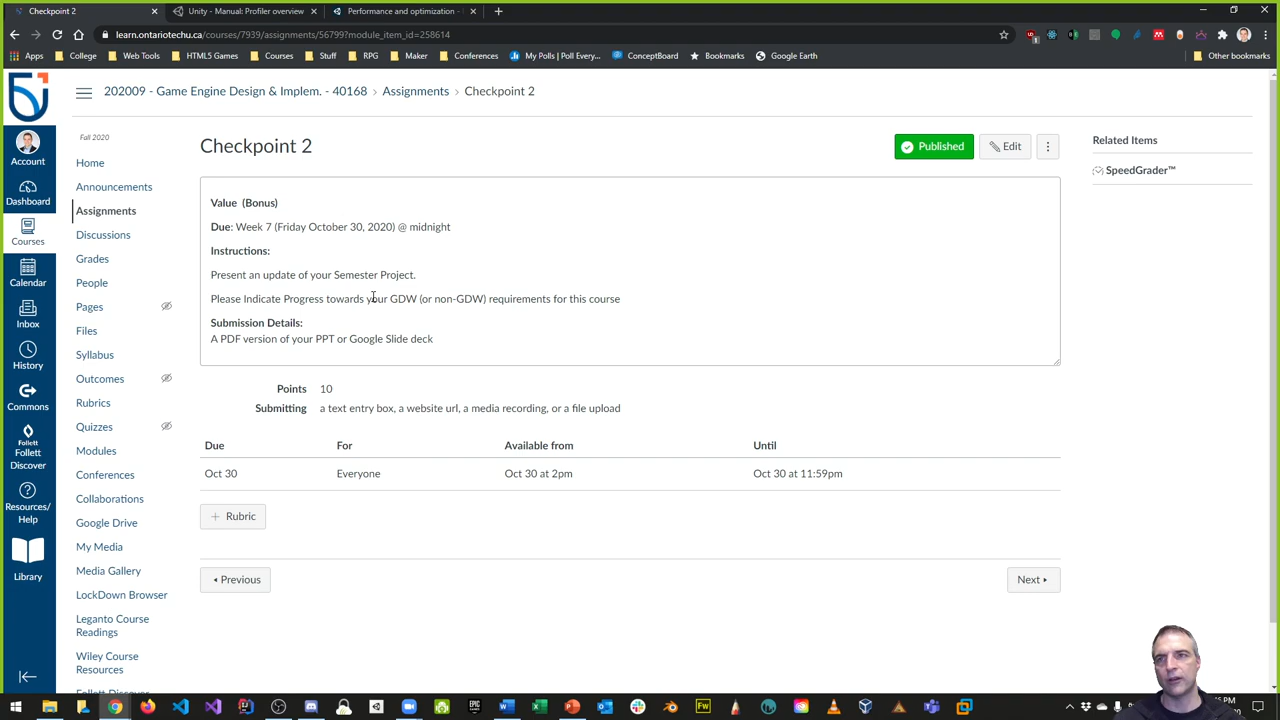 Checkpoint 2
Unity - Manual: Profiler overview
Performance and optimization -
learn.ontariotechu.ca/courses/7939/assignments/56799?module_item_id=258614
Apps
College
Web Tools
HTML5 Games
Courses
Stuff
RPG
Maker
Conferences
My Polls | Poll Every...
ConceptBoard
Bookmarks
Google Earth
Other bookmarks
202009 - Game Engine Design & Implem. - 40168 > Assignments > Checkpoint 2
Account
Dashboard
Courses
Calendar
Inbox
History
Commons
Follett
Follett
Discover
Resources/
Help
Library
Fall 2020
Home
Announcements
Assignments
Discussions
Grades
People
Pages
Files
Syllabus
Outcomes
Rubrics
Quizzes
Modules
Conferences
Collaborations
Google Drive
My Media
Media Gallery
LockDown Browser
Leganto Course
Readings
Wiley Course
Resources
Follett Discover
Checkpoint 2
Published
Edit
Value (Bonus)
Due: Week 7 (Friday October 30, 2020) @ midnight
Instructions:
Present an update of your Semester Project.
Please Indicate Progress towards your GDW (or non-GDW) requirements for this course
Submission Details:
A PDF version of your PPT or Google Slide deck
Points 10
Submitting a text entry box, a website url, a media recording, or a file upload
Due For Available from Until
Oct 30 Everyone Oct 30 at 2pm Oct 30 at 11:59pm
+ Rubric
Previous
Next
Related Items
SpeedGrader™